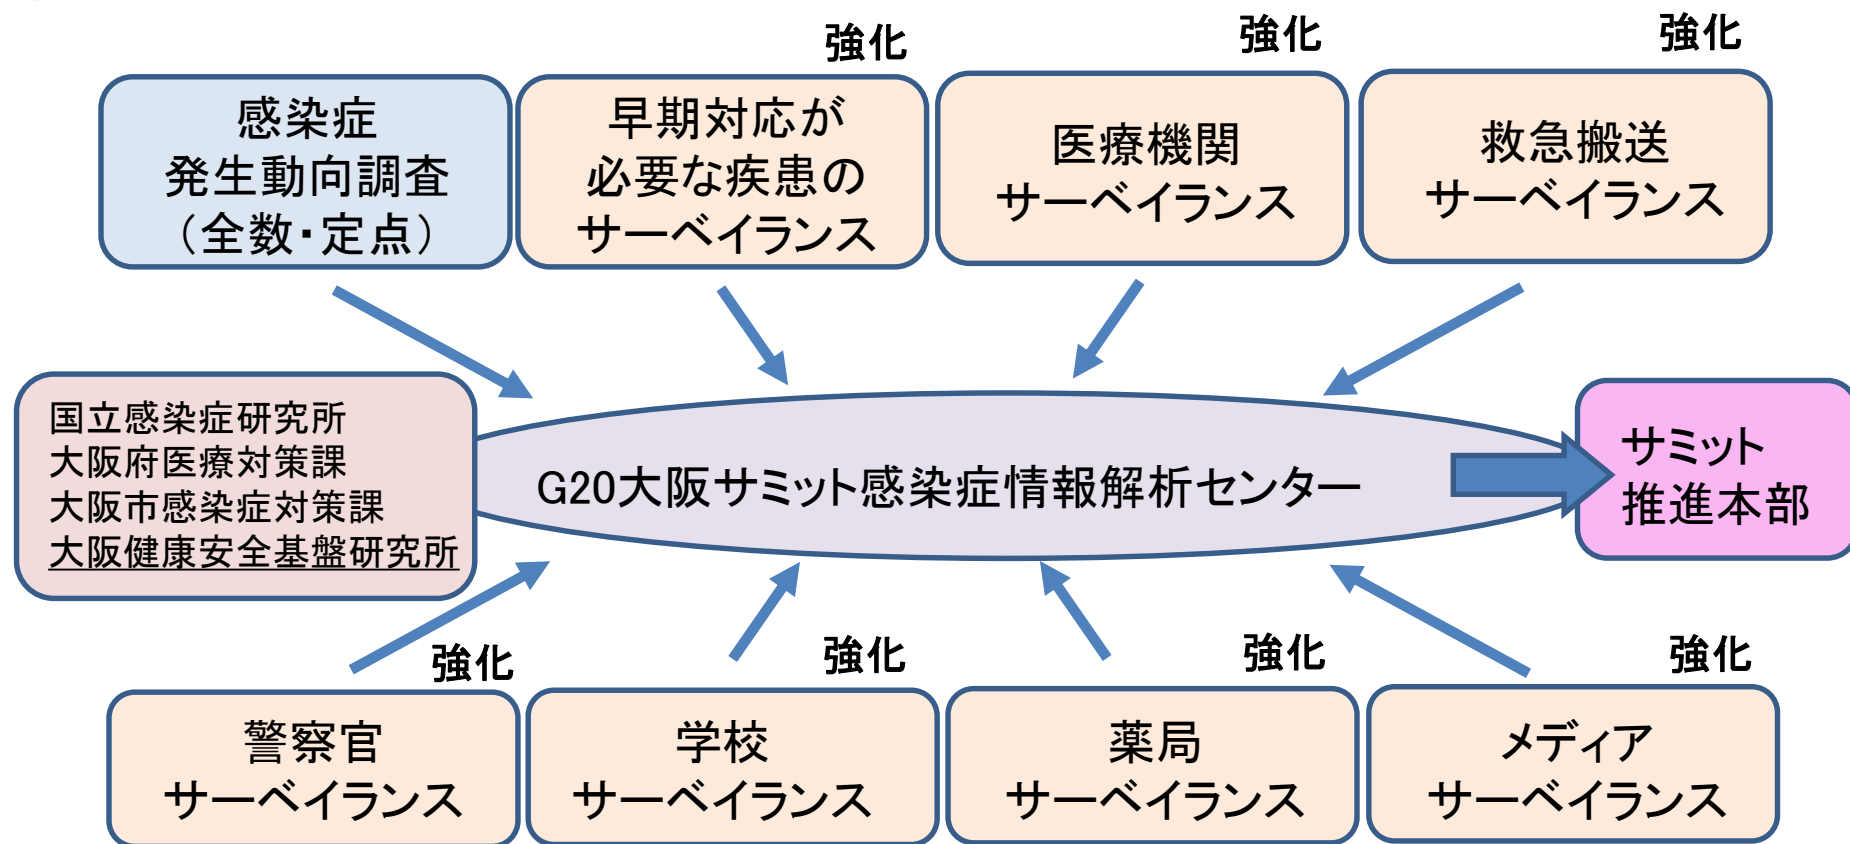 強化
強化
強化
感染症
発生動向調査
（全数・定点）
早期対応が
必要な疾患の
サーベイランス
医療機関
サーベイランス
救急搬送
サーベイランス
国立感染症研究所
大阪府医療対策課
大阪市感染症対策課
大阪健康安全基盤研究所
G20大阪サミット感染症情報解析センター
サミット
推進本部
強化
強化
強化
強化
警察官
サーベイランス
学校
サーベイランス
薬局
サーベイランス
メディア
サーベイランス